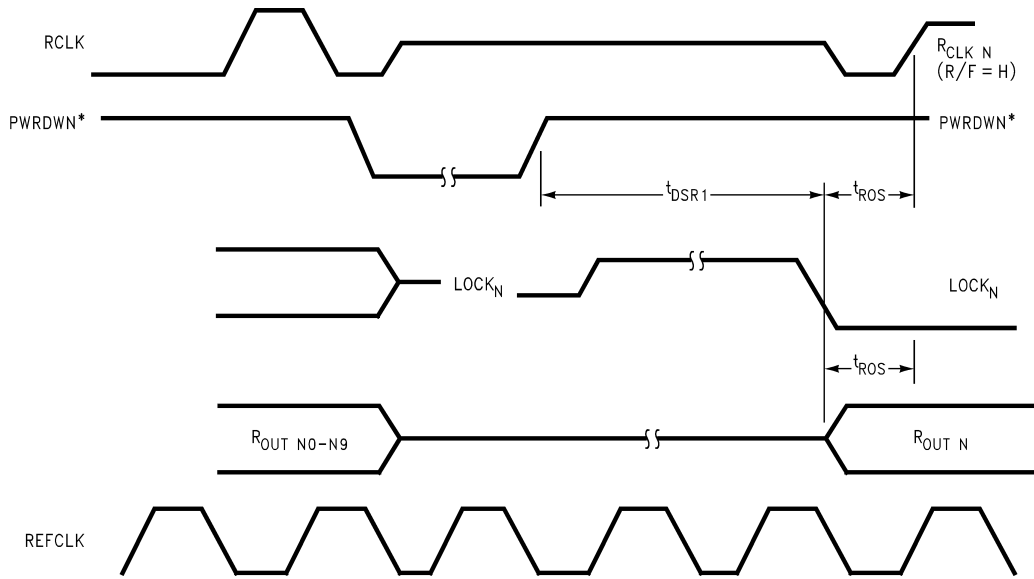 RCLK
R_CLK N
(R/F = H)
PWRDWN*
PWRDWN*
t_DSR1
t_ROS
LOCK_N
LOCK_N
t_ROS
R_OUT N0-N9
R_OUT N
REFCLK